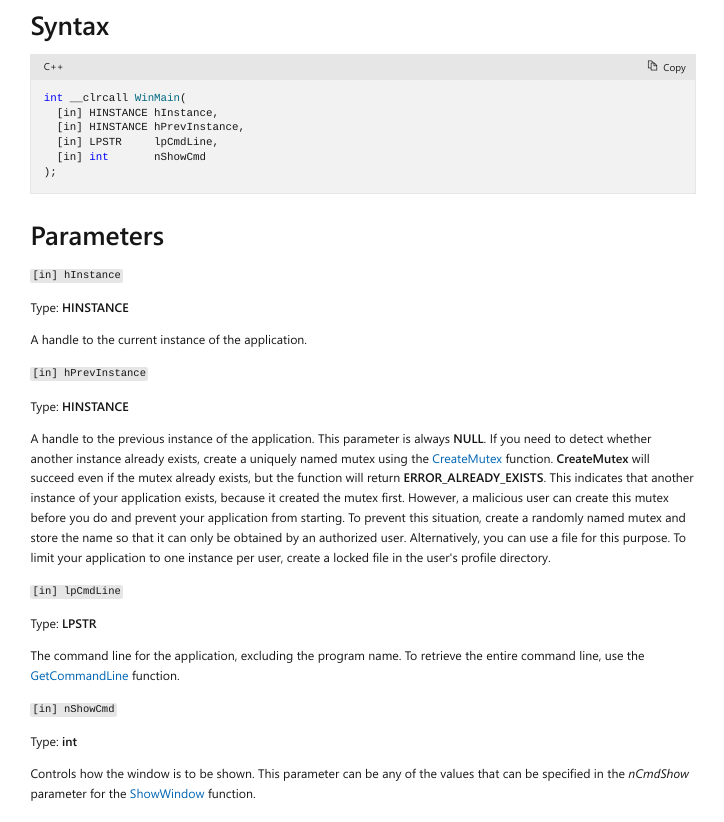 Syntax
C++
Copy
int __clrcall WinMain(
  [in] HINSTANCE hInstance,
  [in] HINSTANCE hPrevInstance,
  [in] LPSTR     lpCmdLine,
  [in] int       nShowCmd
);
Parameters
[in] hInstance
Type: HINSTANCE
A handle to the current instance of the application.
[in] hPrevInstance
Type: HINSTANCE
A handle to the previous instance of the application. This parameter is always NULL. If you need to detect whether
another instance already exists, create a uniquely named mutex using the CreateMutex function. CreateMutex will
succeed even if the mutex already exists, but the function will return ERROR_ALREADY_EXISTS. This indicates that another
instance of your application exists, because it created the mutex first. However, a malicious user can create this mutex
before you do and prevent your application from starting. To prevent this situation, create a randomly named mutex and
store the name so that it can only be obtained by an authorized user. Alternatively, you can use a file for this purpose. To
limit your application to one instance per user, create a locked file in the user's profile directory.
[in] lpCmdLine
Type: LPSTR
The command line for the application, excluding the program name. To retrieve the entire command line, use the
GetCommandLine function.
[in] nShowCmd
Type: int
Controls how the window is to be shown. This parameter can be any of the values that can be specified in the nCmdShow
parameter for the ShowWindow function.